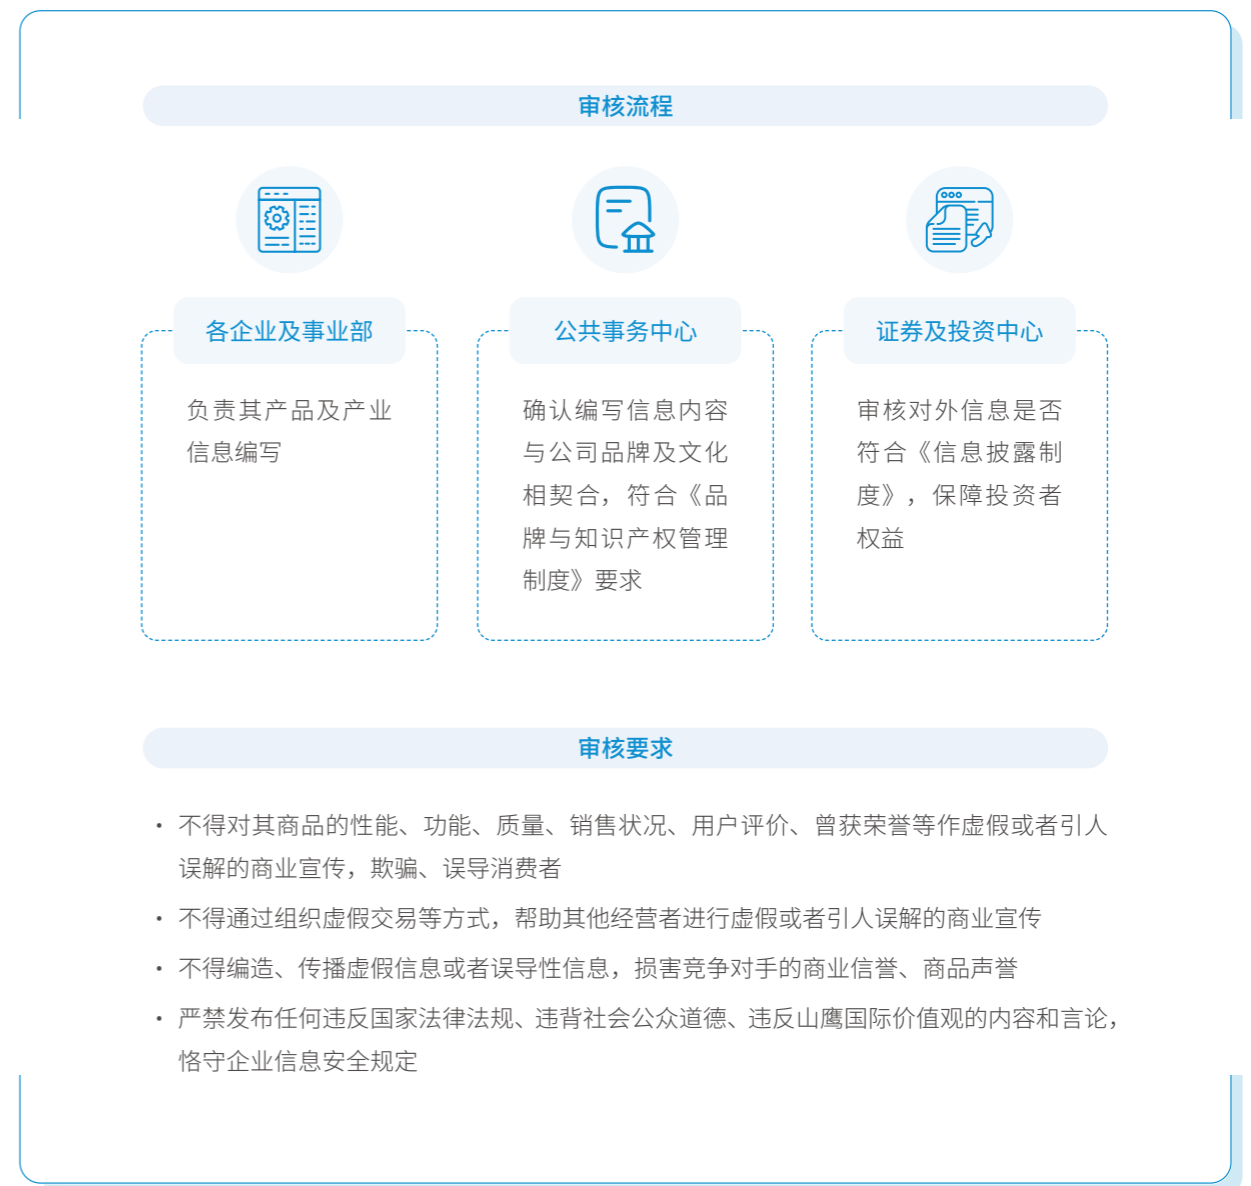 审核流程
各企业及事业部
负责其产品及产业
信息编写
公共事务中心
确认编写信息内容
与公司品牌及文化
相契合，符合《品
牌与知识产权管理
制度》要求
证券及投资中心
审核对外信息是否
符合《信息披露制
度》，保障投资者
权益
审核要求
• 不得对其商品的性能、功能、质量、销售状况、用户评价、曾获荣誉等作虚假或者引人
误解的商业宣传，欺骗、误导消费者
• 不得通过组织虚假交易等方式，帮助其他经营者进行虚假或者引人误解的商业宣传
• 不得编造、传播虚假信息或者误导性信息，损害竞争对手的商业信誉、商品声誉
• 严禁发布任何违反国家法律法规、违背社会公众道德、违反山鹰国际价值观的内容和言论，
恪守企业信息安全规定